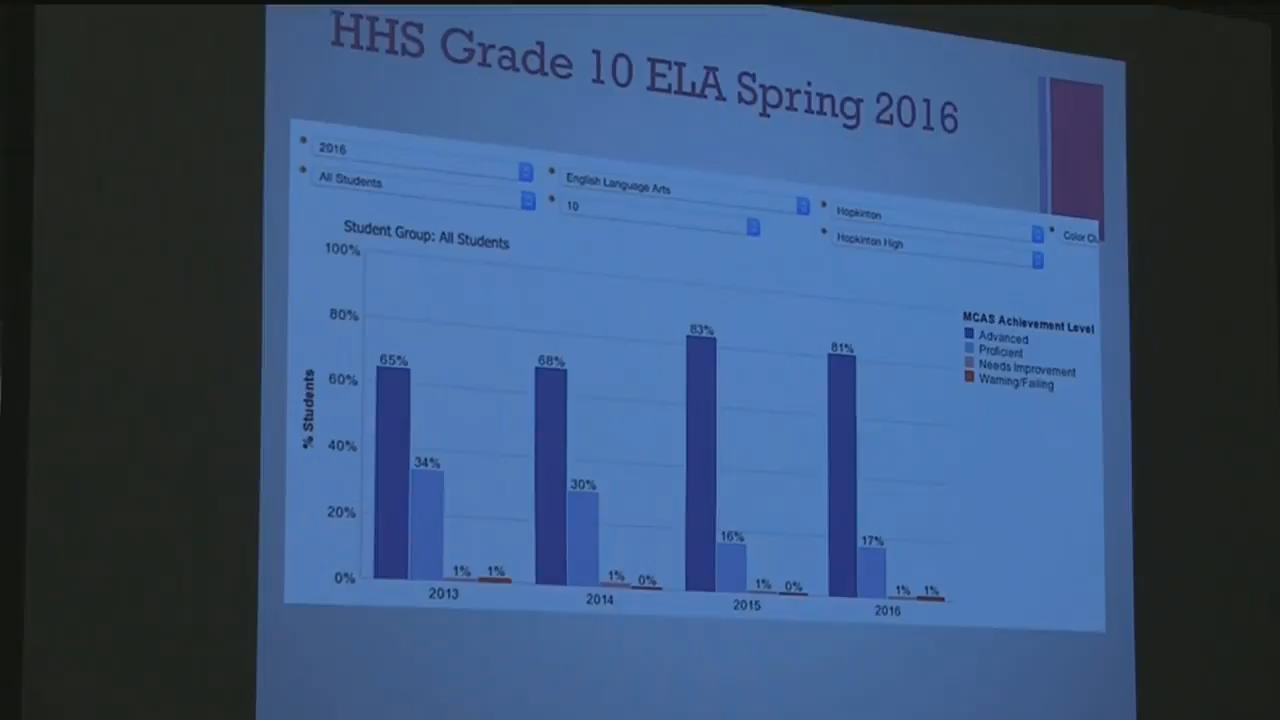 HHS Grade 10 ELA Spring 2016
2016
English Language Arts
Hopkinton
All Students
10
Hopkinton High
Color
Student Group: All Students
100%
80%
60%
40%
20%
0%
% Students
65%
34%
1%
1%
68%
30%
1%
0%
83%
16%
1%
0%
81%
17%
1%
1%
2013
2014
2015
2016
MCAS Achievement Level
Advanced
Proficient
Needs Improvement
Warning/Failing